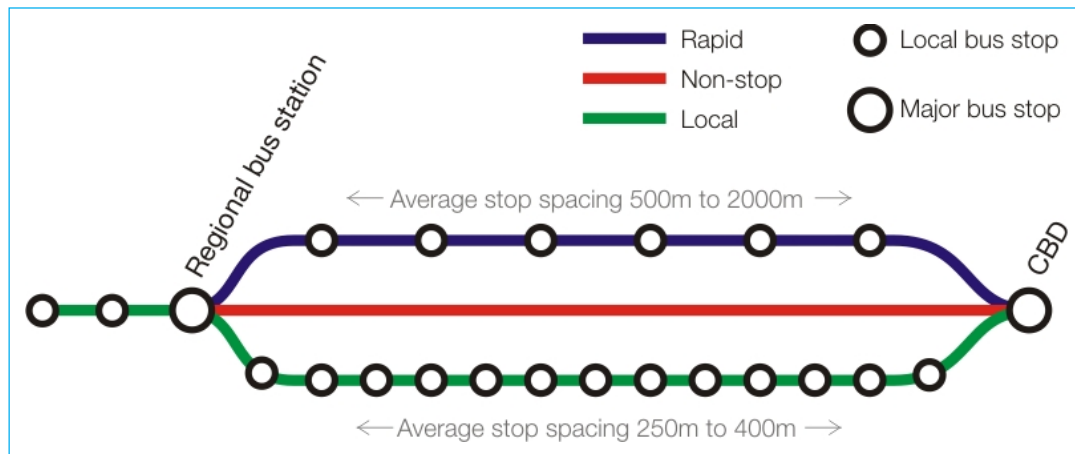 Rapid
Non-stop
Local
Local bus stop
Major bus stop
Regional bus station
Average stop spacing 500m to 2000m
CBD
Average stop spacing 250m to 400m